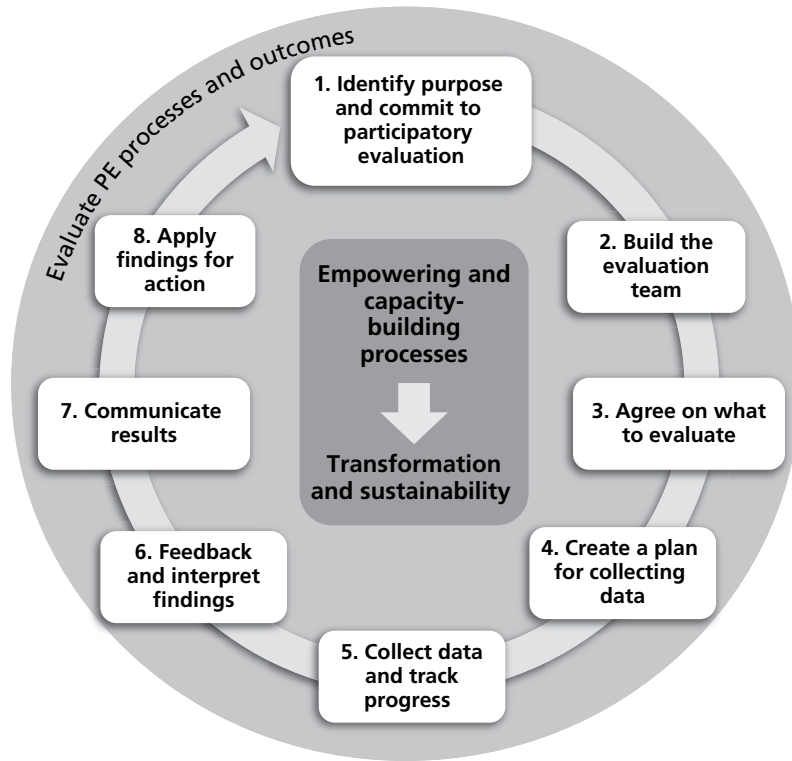 Evaluate PE processes and outcomes
1. Identify purpose
and commit to
participatory
evaluation
2. Build the
evaluation
team
3. Agree on what
to evaluate
4. Create a plan
for collecting
data
5. Collect data
and track
progress
6. Feedback
and interpret
findings
7. Communicate
results
8. Apply
findings for
action
Empowering and
capacity-
building
processes
Transformation
and sustainability